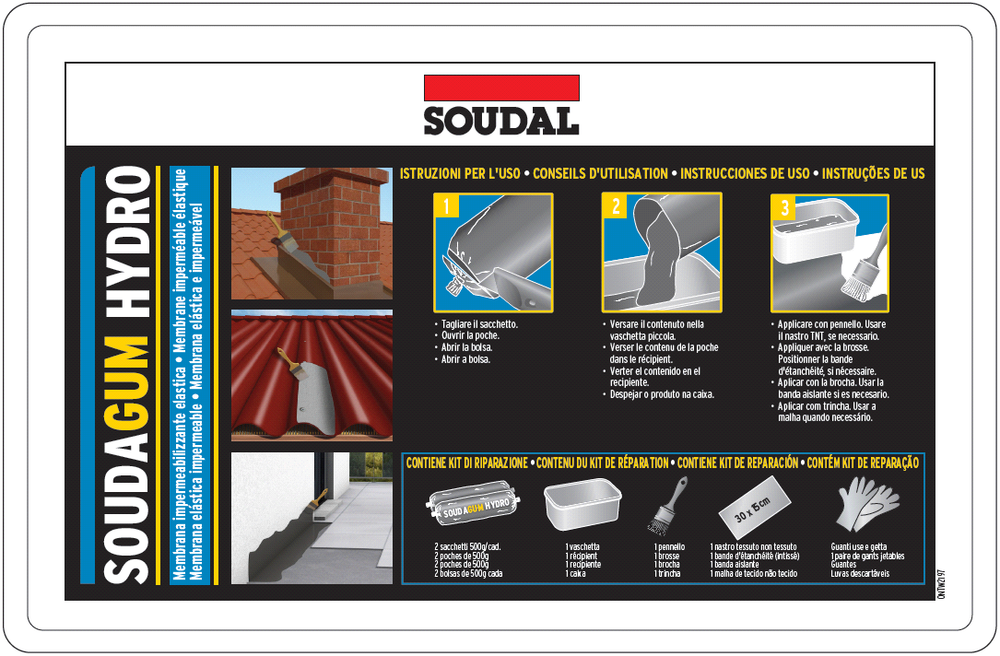 SOUDAL
SOUDAGUM HYDRO
Membrana impermeabilizzante elastica • Membrane imperméable élastique
Membrana elástica impermeable • Membrana elástica e impermeável
ISTRUZIONI PER L'USO • CONSEILS D'UTILISATION • INSTRUCCIONES DE USO • INSTRUÇÕES DE US
1
• Tagliare il sacchetto.
• Ouvrir la poche.
• Abrir la bolsa.
• Abrir a bolsa.
2
• Versare il contenuto nella
vaschetta piccola.
• Verser le contenu de la poche
dans le récipient.
• Verter el contenido en el
recipiente.
• Despejar o produto na caixa.
3
• Applicare con pennello. Usare
il nastro TNT, se necessario.
• Appliquer avec la brosse.
Positionner la bande
d'étanchéité, si nécessaire.
• Aplicar con la brocha. Usar la
banda aislante si es necesario.
• Aplicar com trincha. Usar a
malha quando necessário.
CONTIENE KIT DI RIPARAZIONE • CONTENU DU KIT DE RÉPARATION • CONTIENE KIT DE REPARACIÓN • CONTÉM KIT DE REPARAÇÃO
SOUDAGUM HYDRO
30 x 15cm
2 sacchetti 500g/cad.
2 poches de 500g
2 poches de 500g
2 bolsas de 500g cada
1 vaschetta
1 récipient
1 recipiente
1 caixa
1 pennello
1 brosse
1 brocha
1 trincha
1 nastro tessuto non tessuto
1 bande d'étanchéité (intissé)
1 banda aislante
1 malha de tecido não tecido
Guanti use e getta
1 paire de gants jetables
Guantes
Luvas descartáveis
ONTW2197